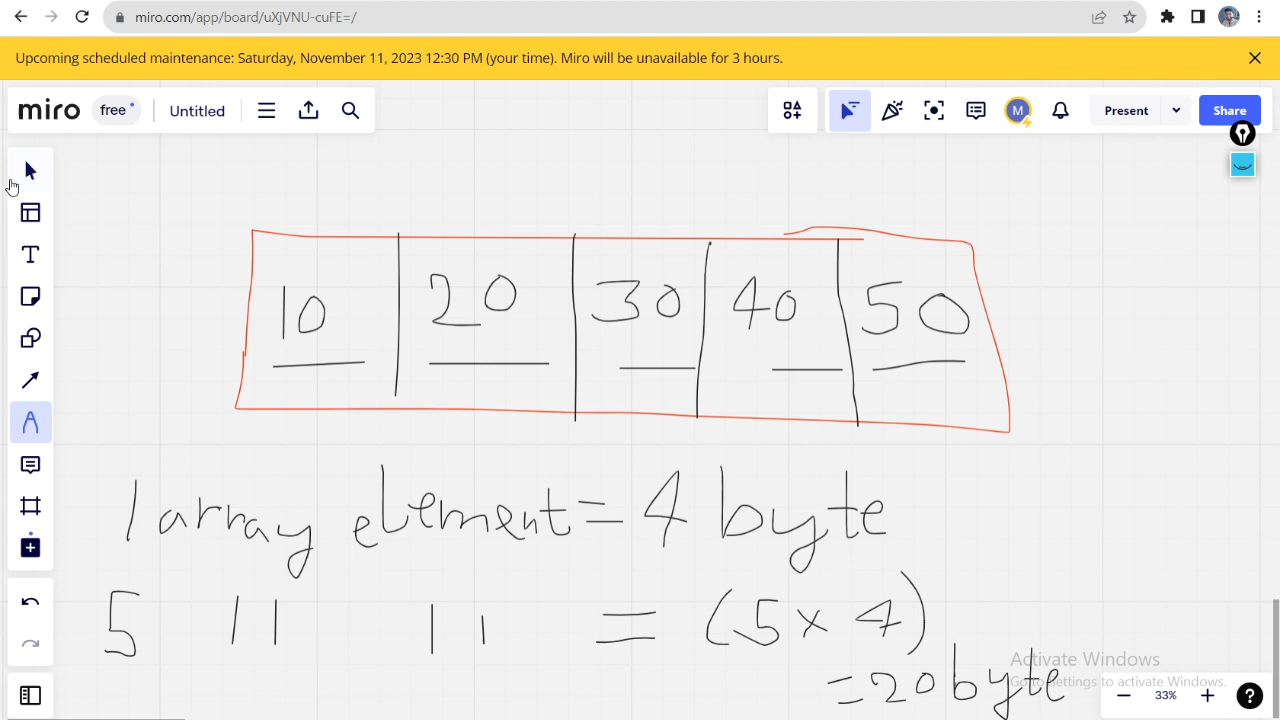 miro.com/app/board/uXjVNU-cuFE=/
Upcoming scheduled maintenance: Saturday, November 11, 2023 12:30 PM (your time). Miro will be unavailable for 3 hours.
miro free Untitled M Present Share
10 20 30 40 50
1 array element = 4 byte
5 11 11 = (5 x 4)
= 20 byte
Activate Windows
Go to Settings to activate Windows.
33%